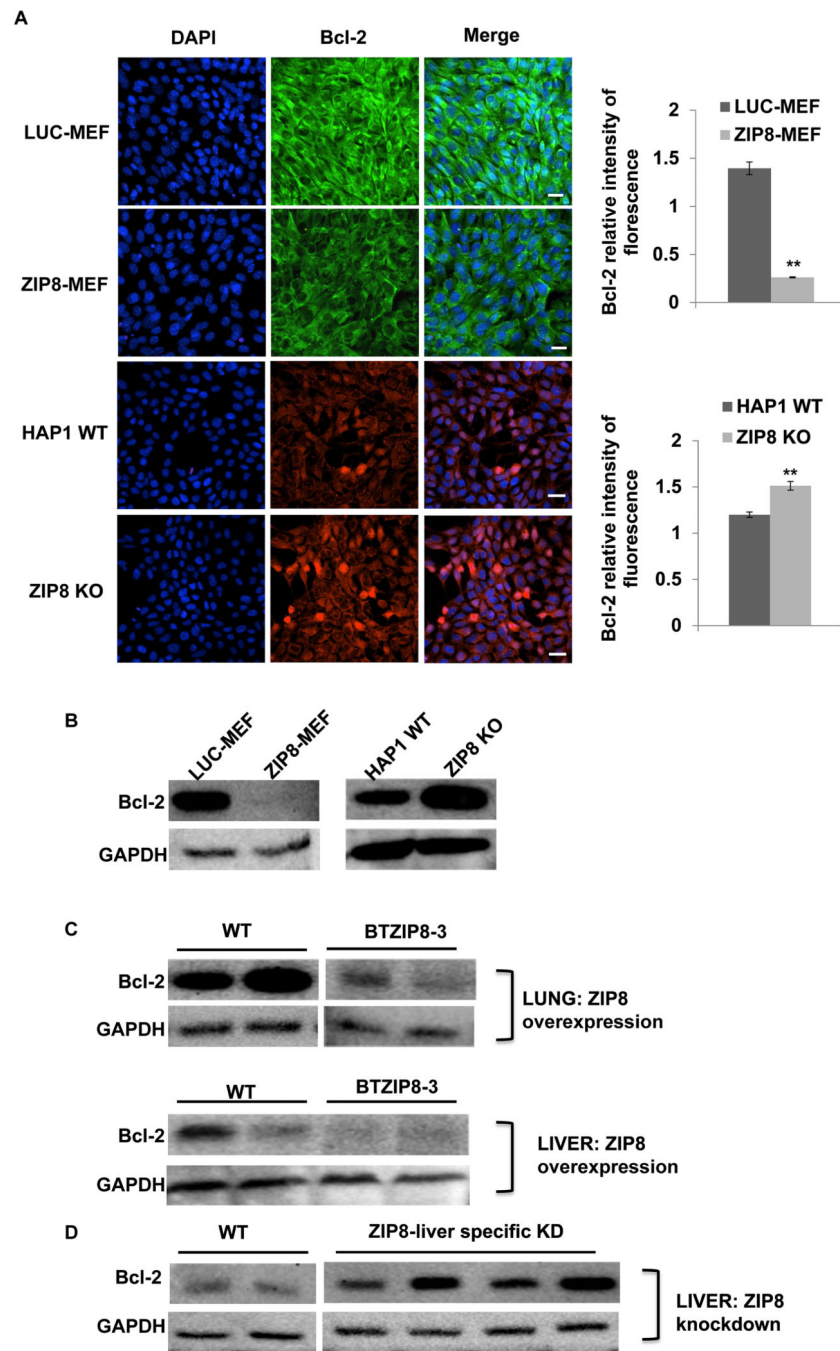 A
DAPI Bcl-2 Merge
LUC-MEF
ZIP8-MEF
HAP1 WT
ZIP8 KO
Bcl-2 relative intensity of
florescence
2
1.5
1
0.5
0
LUC-MEF
ZIP8-MEF
**
Bcl-2 relative intensity of
fluorescence
2
1.5
1
0.5
0
HAP1 WT
ZIP8 KO
**
B
LUC-MEF ZIP8-MEF HAP1 WT ZIP8 KO
Bcl-2
GAPDH
C
WT BTZIP8-3
Bcl-2
GAPDH
LUNG: ZIP8
overexpression
WT BTZIP8-3
Bcl-2
GAPDH
LIVER: ZIP8
overexpression
D
WT ZIP8-liver specific KD
Bcl-2
GAPDH
LIVER: ZIP8
knockdown